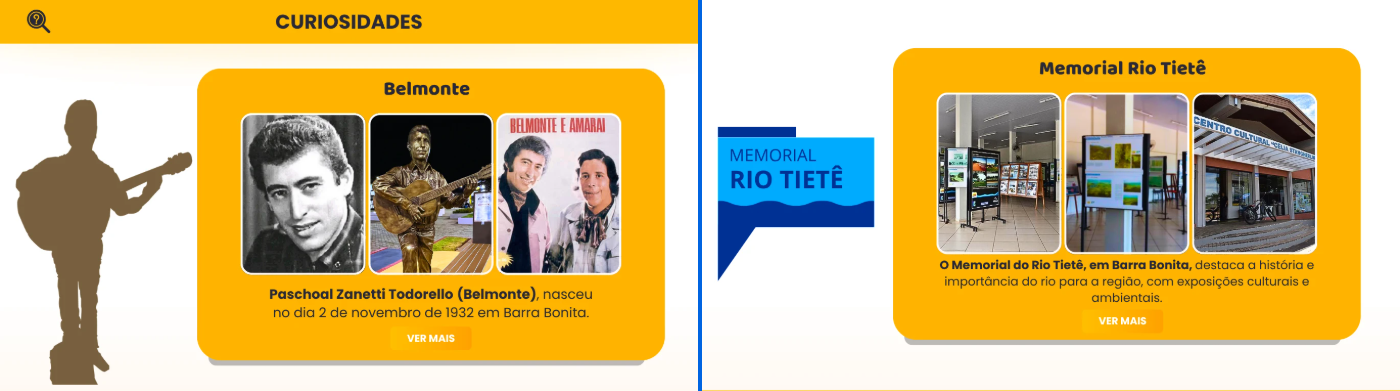 CURIOSIDADES
Belmonte
BELMONTE E AMARAI
Paschoal Zanetti Todorello (Belmonte), nasceu
no dia 2 de novembro de 1932 em Barra Bonita.
VER MAIS
MEMORIAL
RIO TIETÊ
Memorial Rio Tietê
CENTRO CULTURAL "CÉLIA
O Memorial do Rio Tietê, em Barra Bonita, destaca a história e
importância do rio para a região, com exposições culturais e
ambientais.
VER MAIS